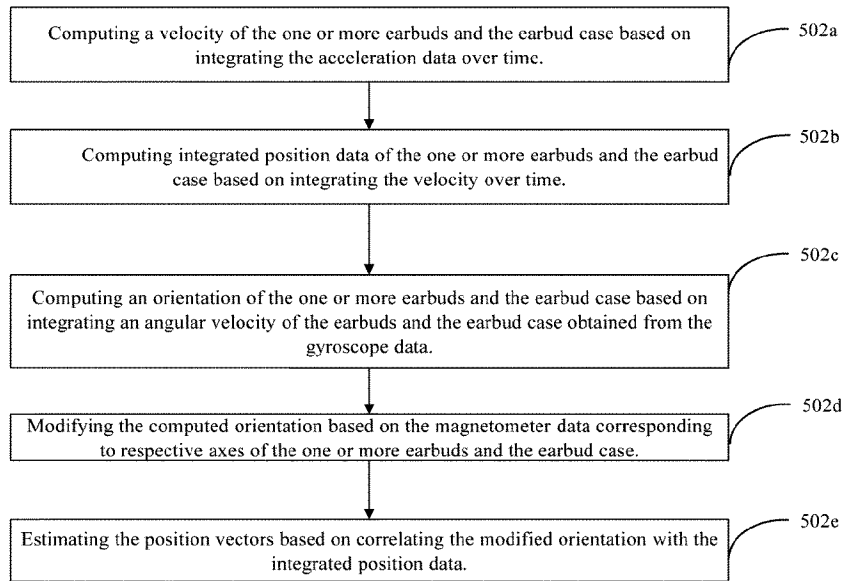 Computing a velocity of the one or more earbuds and the earbud case based on
integrating the acceleration data over time.
502a
Computing integrated position data of the one or more earbuds and the earbud
case based on integrating the velocity over time.
502b
Computing an orientation of the one or more earbuds and the earbud case based on
integrating an angular velocity of the earbuds and the earbud case obtained from the
gyroscope data.
502c
Modifying the computed orientation based on the magnetometer data corresponding
to respective axes of the one or more earbuds and the earbud case.
502d
Estimating the position vectors based on correlating the modified orientation with the
integrated position data.
502e